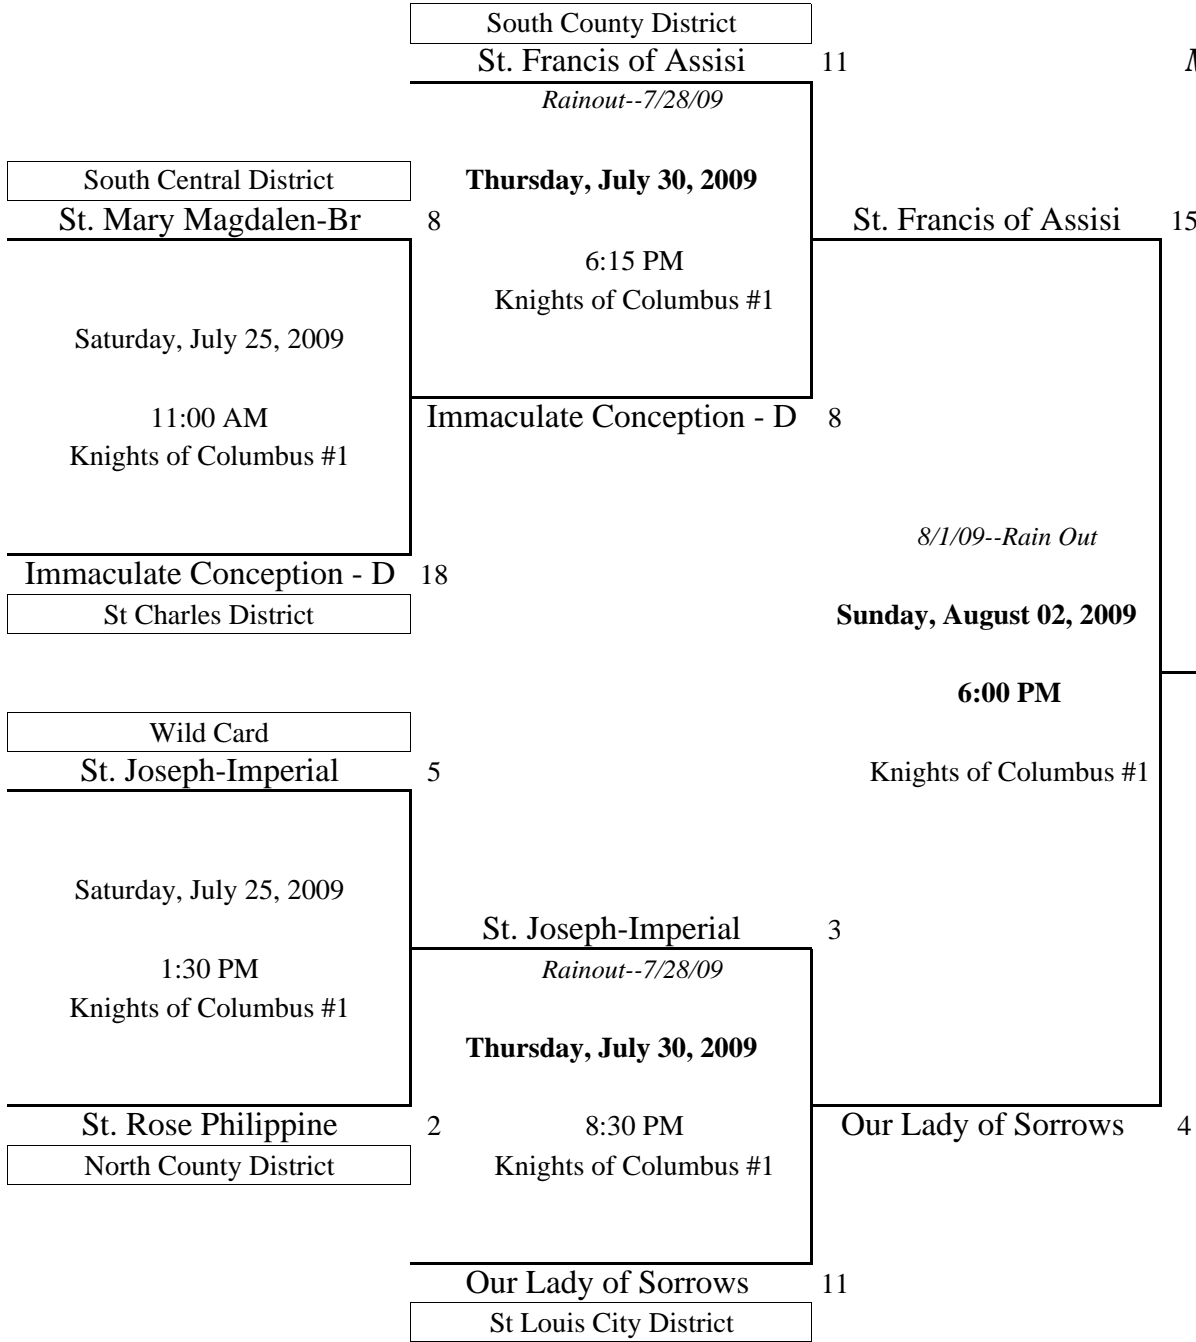 South County District
St. Francis of Assisi 11
Rainout--7/28/09
South Central District
Thursday, July 30, 2009
St. Mary Magdalen-Br 8
St. Francis of Assisi 15
6:15 PM
Knights of Columbus #1
Saturday, July 25, 2009
11:00 AM
Immaculate Conception - D 8
Knights of Columbus #1
8/1/09--Rain Out
Immaculate Conception - D 18
St Charles District
Sunday, August 02, 2009
6:00 PM
Wild Card
St. Joseph-Imperial 5
Knights of Columbus #1
Saturday, July 25, 2009
St. Joseph-Imperial 3
1:30 PM
Rainout--7/28/09
Knights of Columbus #1
Thursday, July 30, 2009
St. Rose Philippine 2
8:30 PM
Our Lady of Sorrows 4
North County District
Knights of Columbus #1
Our Lady of Sorrows 11
St Louis City District